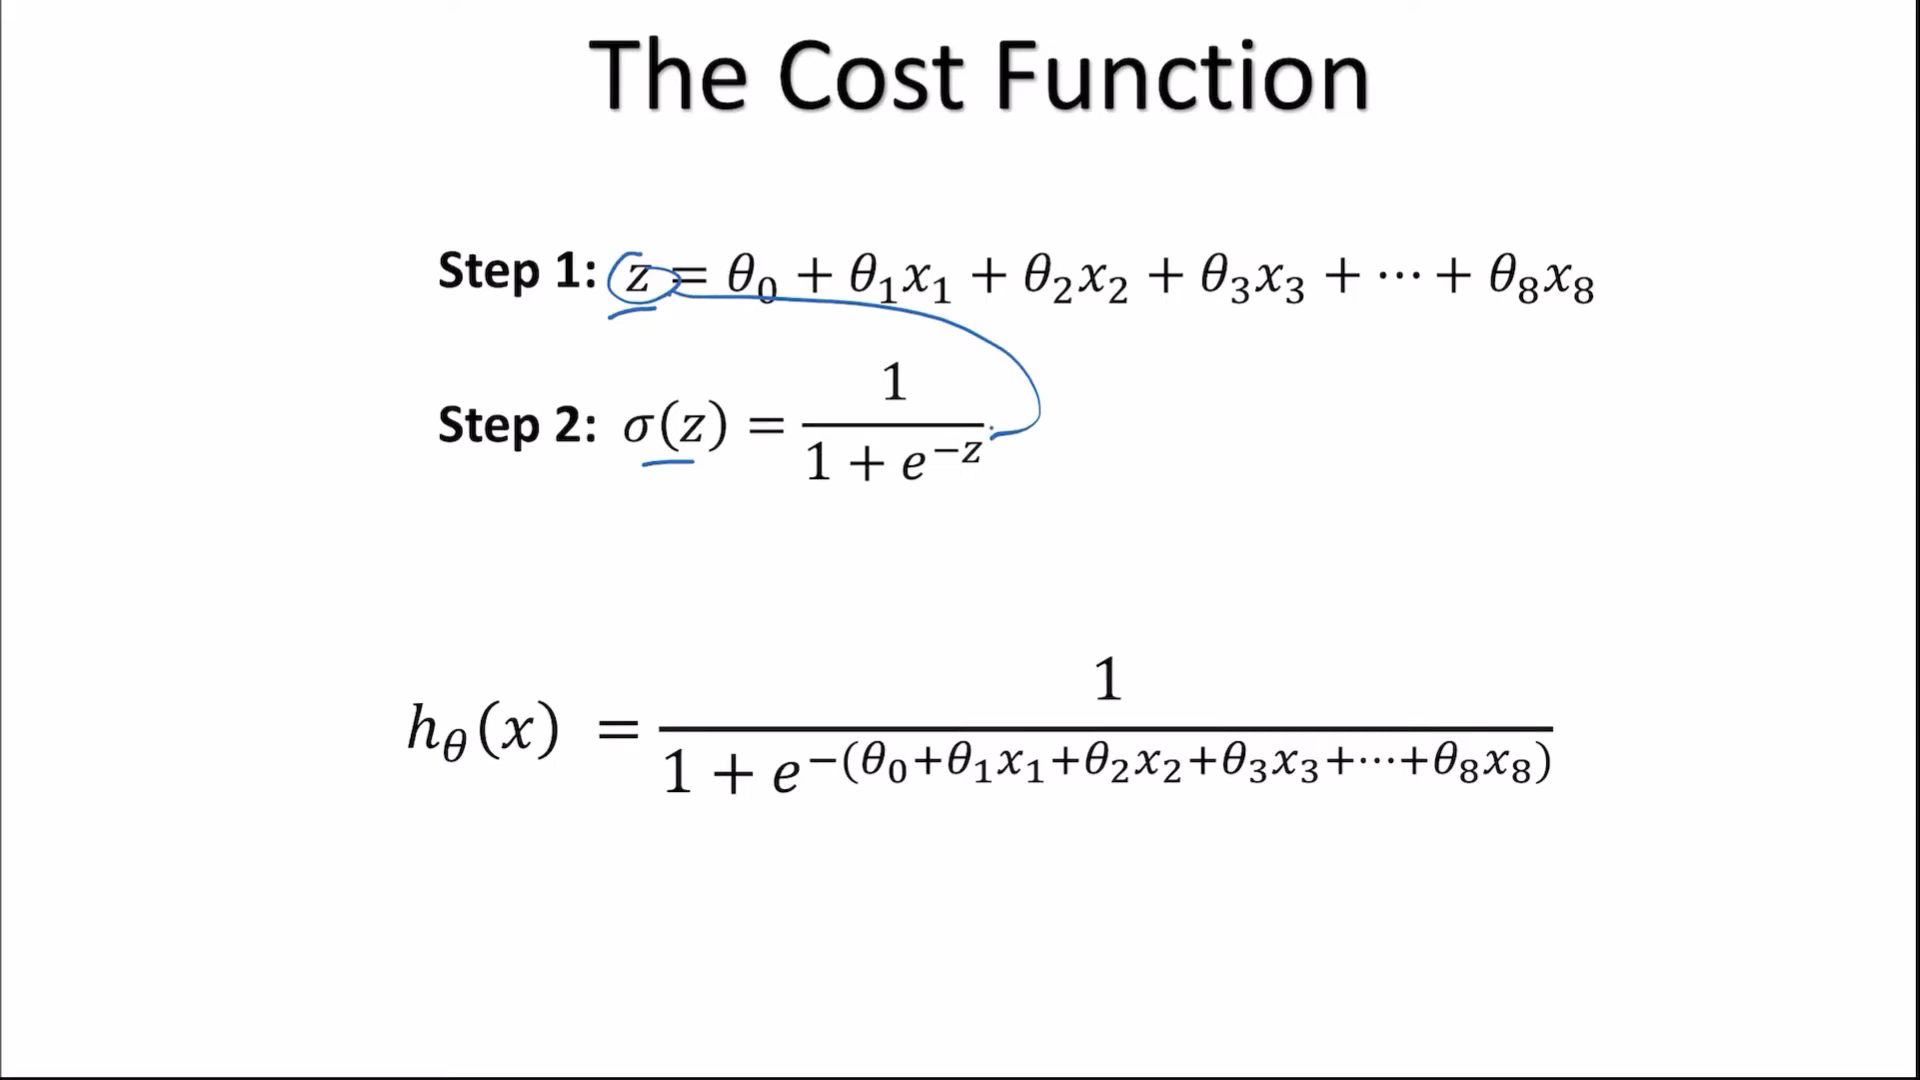 The Cost Function
Step 1: z = θ₀ + θ₁x₁ + θ₂x₂ + θ₃x₃ + ⋯ + θ₈x₈
Step 2: σ(z) = 1 / (1 + e^(−z))
h_θ(x) = 1 / (1 + e^(−(θ₀+θ₁x₁+θ₂x₂+θ₃x₃+⋯+θ₈x₈)))